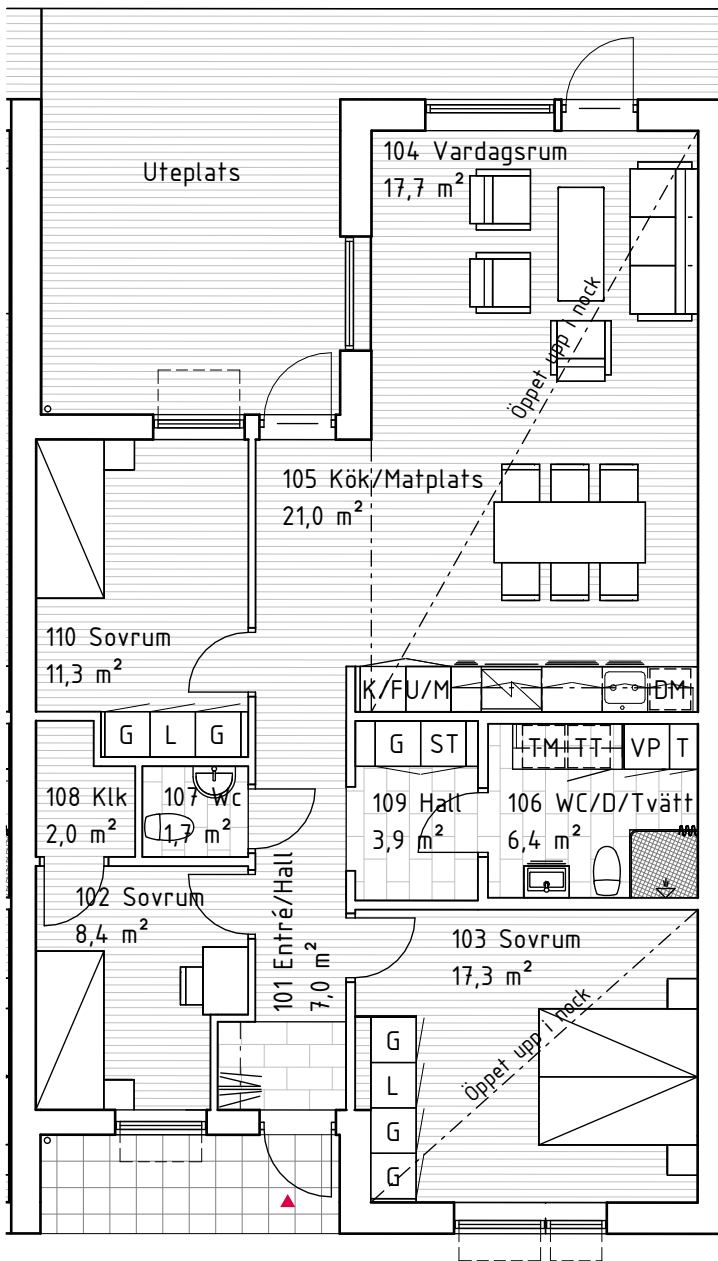 104 Vardagsrum
17,7 m²
Uteplats
Öppet upp i nock
105 Kök/Matplats
21,0 m²
110 Sovrum
11,3 m²
K/F
U/M
DM
G
L
G
G
ST
TM
TT
VP
T
108 Klk
2,0 m²
107 Wc
1,7 m²
109 Hall
3,9 m²
106 WC/D/Tvätt
6,4 m²
102 Sovrum
8,4 m²
101 Entré/Hall
7,0 m²
103 Sovrum
17,3 m²
Öppet upp i nock
G
L
G
G